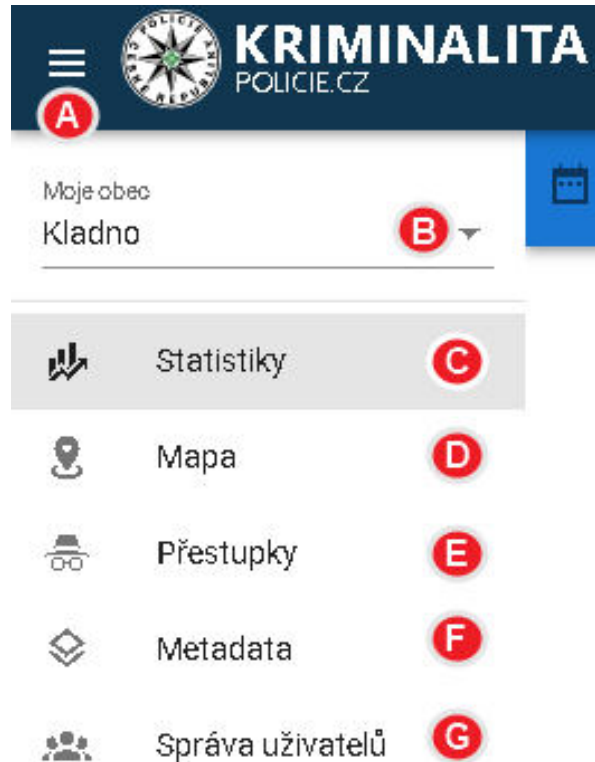 KRIMINALITA
POLICIE.CZ
A
Moje obec
Kladno
B
Statistiky
C
Mapa
D
Přestupky
E
Metadata
F
Správa uživatelů
G